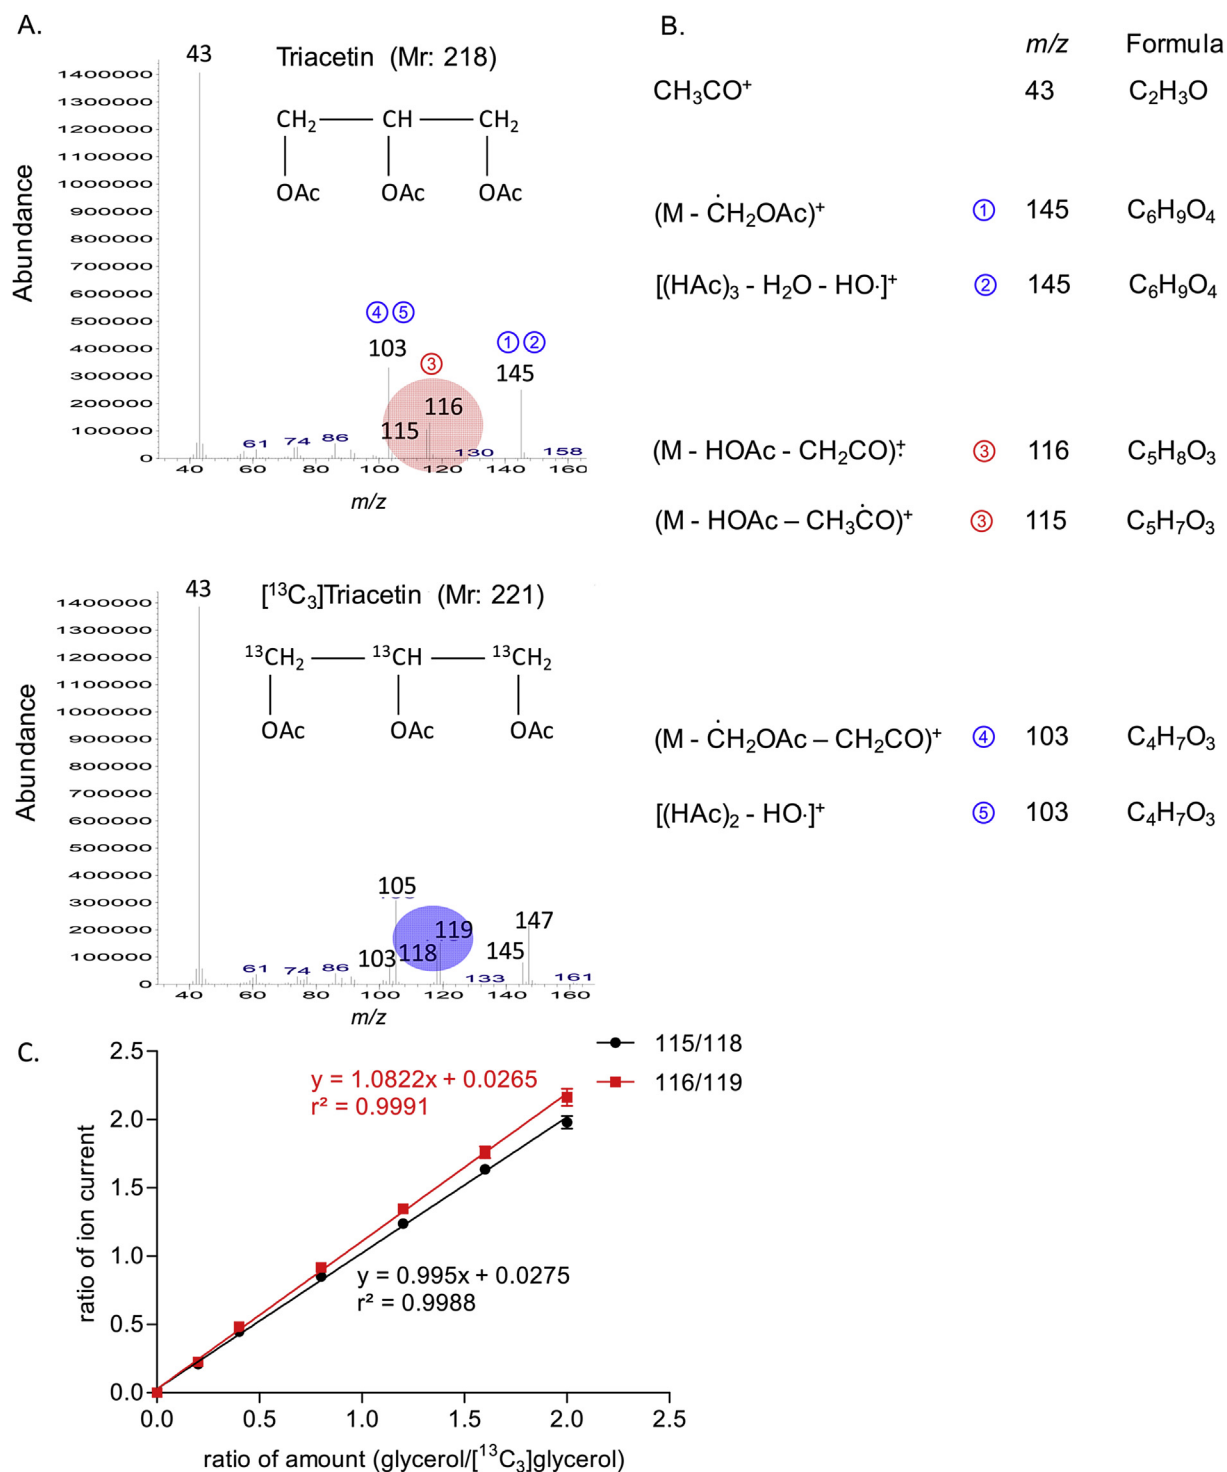 A.
Triacetin (Mr: 218)
43
1400000
1300000
1200000
1100000
1000000
900000
800000
700000
600000
500000
400000
300000
200000
100000
0
Abundance
CH₂ CH CH₂
OAc OAc OAc
④ ⑤
103
③
① ②
145
116
115
61 74 86 130 158
40 60 80 100 120 140 160
m/z
[¹³C₃]Triacetin (Mr: 221)
43
1400000
1300000
1200000
1100000
1000000
900000
800000
700000
600000
500000
400000
300000
200000
100000
0
Abundance
¹³CH₂ ¹³CH ¹³CH₂
OAc OAc OAc
105
119
147
103 118 145
61 74 86 133 161
40 60 80 100 120 140 160
m/z
B.
m/z Formula
CH₃CO⁺ 43 C₂H₃O
(M - ĊH₂OAc)⁺ ① 145 C₆H₉O₄
[(HAc)₃ - H₂O - HO·]⁺ ② 145 C₆H₉O₄
(M - HOAc - CH₂CO)⁺· ③ 116 C₅H₈O₃
(M - HOAc – CH₃ĊO)⁺ ③ 115 C₅H₇O₃
(M - ĊH₂OAc – CH₂CO)⁺ ④ 103 C₄H₇O₃
[(HAc)₂ - HO·]⁺ ⑤ 103 C₄H₇O₃
C.
115/118
116/119
y = 1.0822x + 0.0265
r² = 0.9991
y = 0.995x + 0.0275
r² = 0.9988
2.5
2.0
1.5
1.0
0.5
0.0
ratio of ion current
0.0 0.5 1.0 1.5 2.0 2.5
ratio of amount (glycerol/[¹³C₃]glycerol)